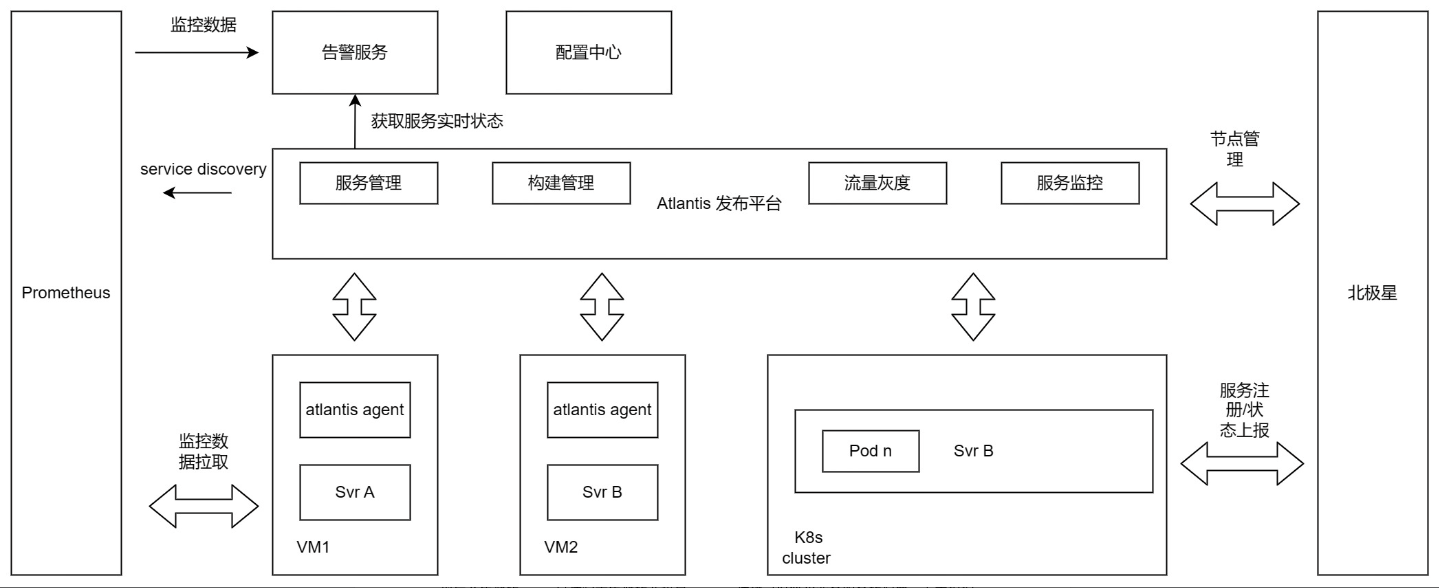 监控数据
告警服务
配置中心
获取服务实时状态
service discovery
服务管理
构建管理
Atlantis 发布平台
流量灰度
服务监控
节点管
理
Prometheus
北极星
atlantis agent
Svr A
VM1
atlantis agent
Svr B
VM2
Pod n
Svr B
K8s
cluster
监控数
据拉取
服务注
册/状
态上报